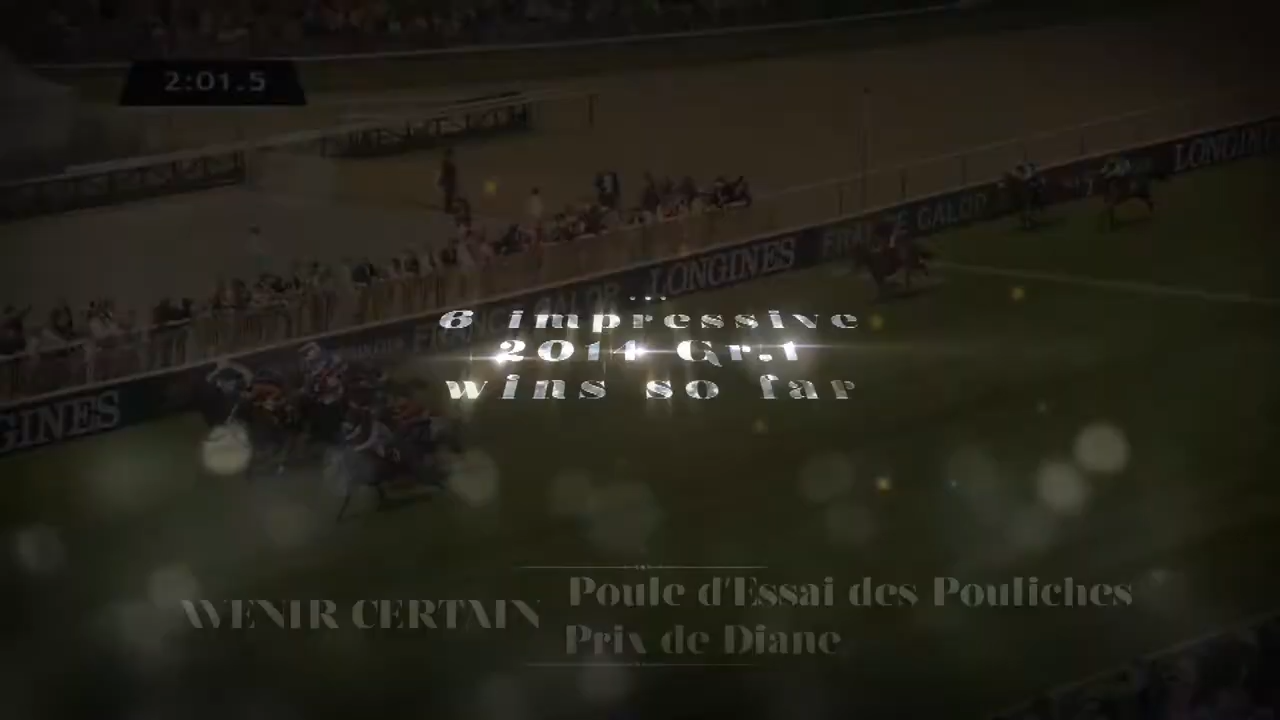 2:01.5
LONGINES
FRANCE GALOP
LONGINES
...
6 impressive
2014 Gr.1
wins so far
GINES
AVENIR CERTAIN
Poule d'Essai des Pouliches
Prix de Diane